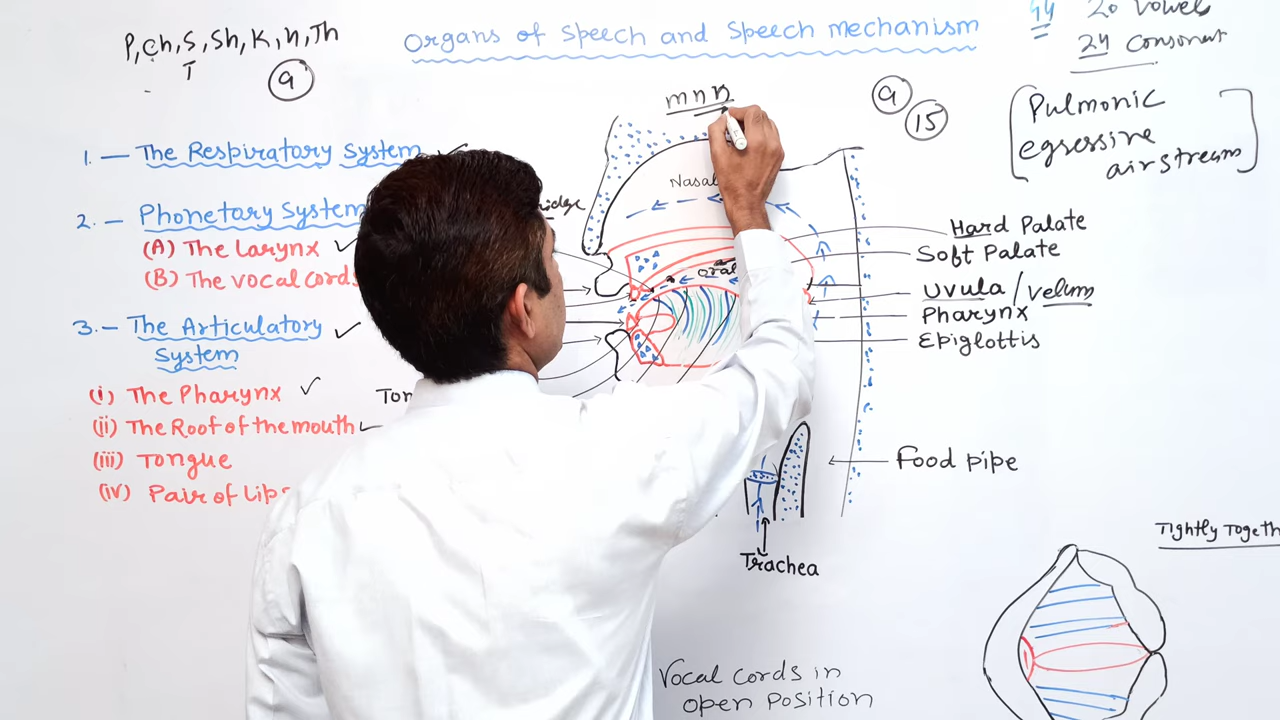 P, Ch, S, Sh, K, h, Th
T
9
Organs of Speech and Speech mechanism
44
20 Vowels
24 Consonant
m n n
9
15
Pulmonic
egressive
airstream
1. — The Respiratory System
2. — Phonetary System
(A) The Larynx
(B) The vocal cords
3. — The Articulatory
System
(i) The Pharynx
(ii) The Roof of the mouth
(iii) Tongue
(iv) Pair of Lips
Nasal
oral
Hard Palate
Soft Palate
Uvula / Velum
Pharynx
Epiglottis
Food pipe
Trachea
Tightly Togeth
Vocal cords in
open Position